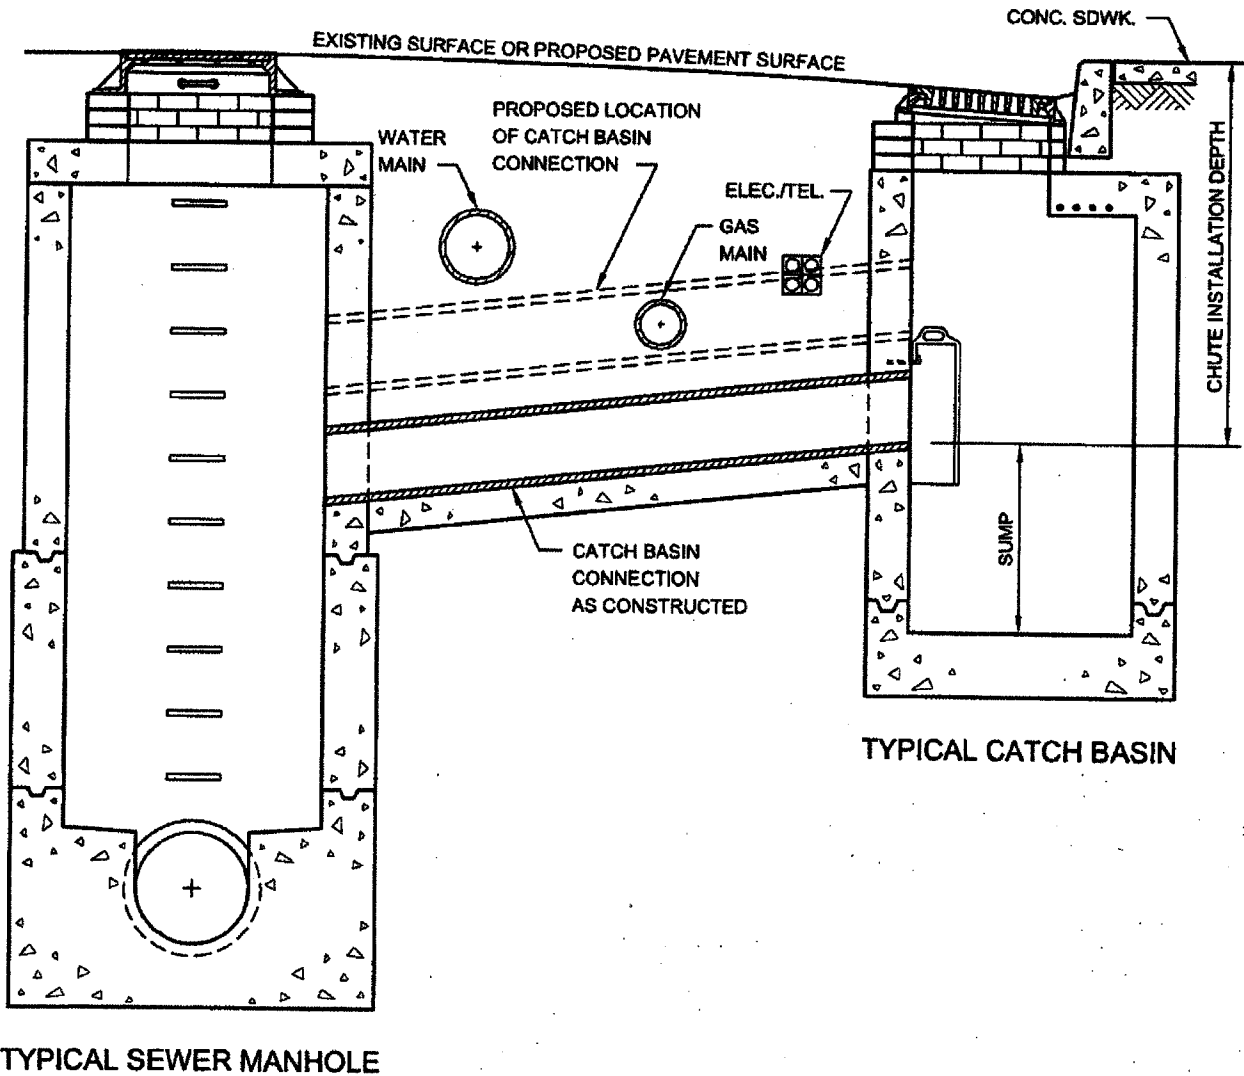 CONC. SDWK.
EXISTING SURFACE OR PROPOSED PAVEMENT SURFACE
PROPOSED LOCATION
OF CATCH BASIN
CONNECTION
WATER
MAIN
ELEC./TEL.
GAS
MAIN
CHUTE INSTALLATION DEPTH
SUMP
CATCH BASIN
CONNECTION
AS CONSTRUCTED
TYPICAL CATCH BASIN
TYPICAL SEWER MANHOLE